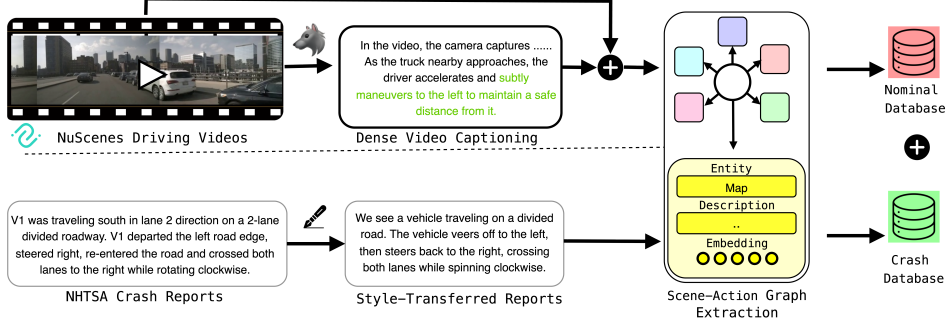 In the video, the camera captures ......
As the truck nearby approaches, the
driver accelerates and subtly
maneuvers to the left to maintain a safe
distance from it.
NuScenes Driving Videos
Dense Video Captioning
Nominal
Database
Entity
Map
Description
..
Embedding
V1 was traveling south in lane 2 direction on a 2-lane
divided roadway. V1 departed the left road edge,
steered right, re-entered the road and crossed both
lanes to the right while rotating clockwise.
NHTSA Crash Reports
We see a vehicle traveling on a divided
road. The vehicle veers off to the left,
then steers back to the right, crossing
both lanes while spinning clockwise.
Style-Transferred Reports
Scene-Action Graph
Extraction
Crash
Database